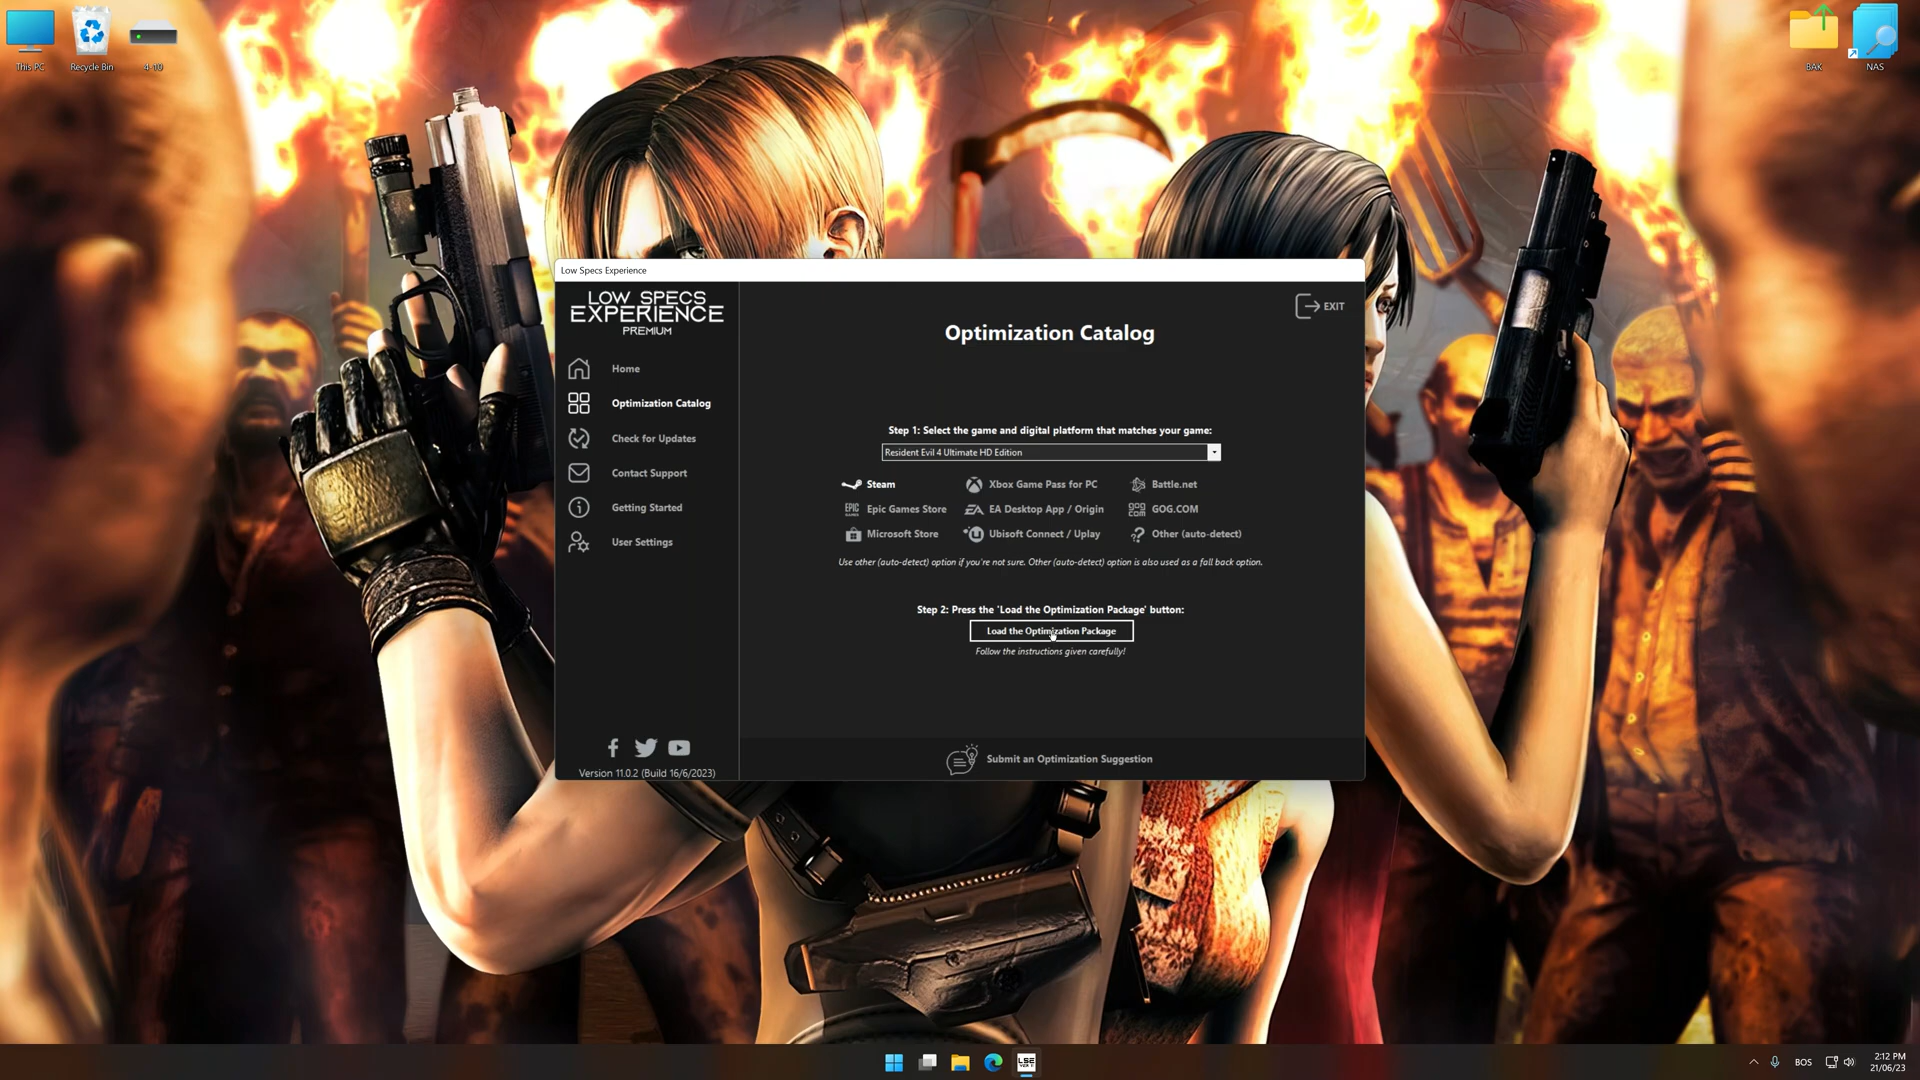 This PC
Recycle Bin
4-10
BAK
NAS
Low Specs Experience
LOW SPECS
EXPERIENCE
PREMIUM
EXIT
Home
Optimization Catalog
Check for Updates
Contact Support
Getting Started
User Settings
Version 11.0.2 (Build 16/6/2023)
Optimization Catalog
Step 1: Select the game and digital platform that matches your game:
Resident Evil 4 Ultimate HD Edition
Steam
Xbox Game Pass for PC
Battle.net
EPIC
Epic Games Store
EA Desktop App / Origin
GOG.COM
Microsoft Store
Ubisoft Connect / Uplay
Other (auto-detect)
Use other (auto-detect) option if you're not sure. Other (auto-detect) option is also used as a fall back option.
Step 2: Press the 'Load the Optimization Package' button:
Load the Optimization Package
Follow the instructions given carefully!
Submit an Optimization Suggestion
LSE
BOS
2:12 PM
21/06/23